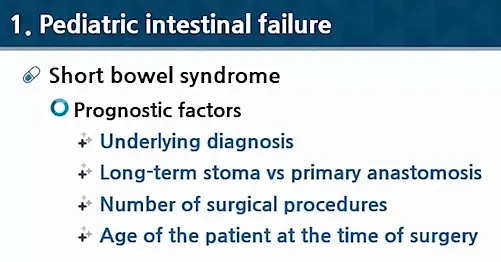 1. Pediatric intestinal failure
Short bowel syndrome
Prognostic factors
Underlying diagnosis
Long-term stoma vs primary anastomosis
Number of surgical procedures
Age of the patient at the time of surgery